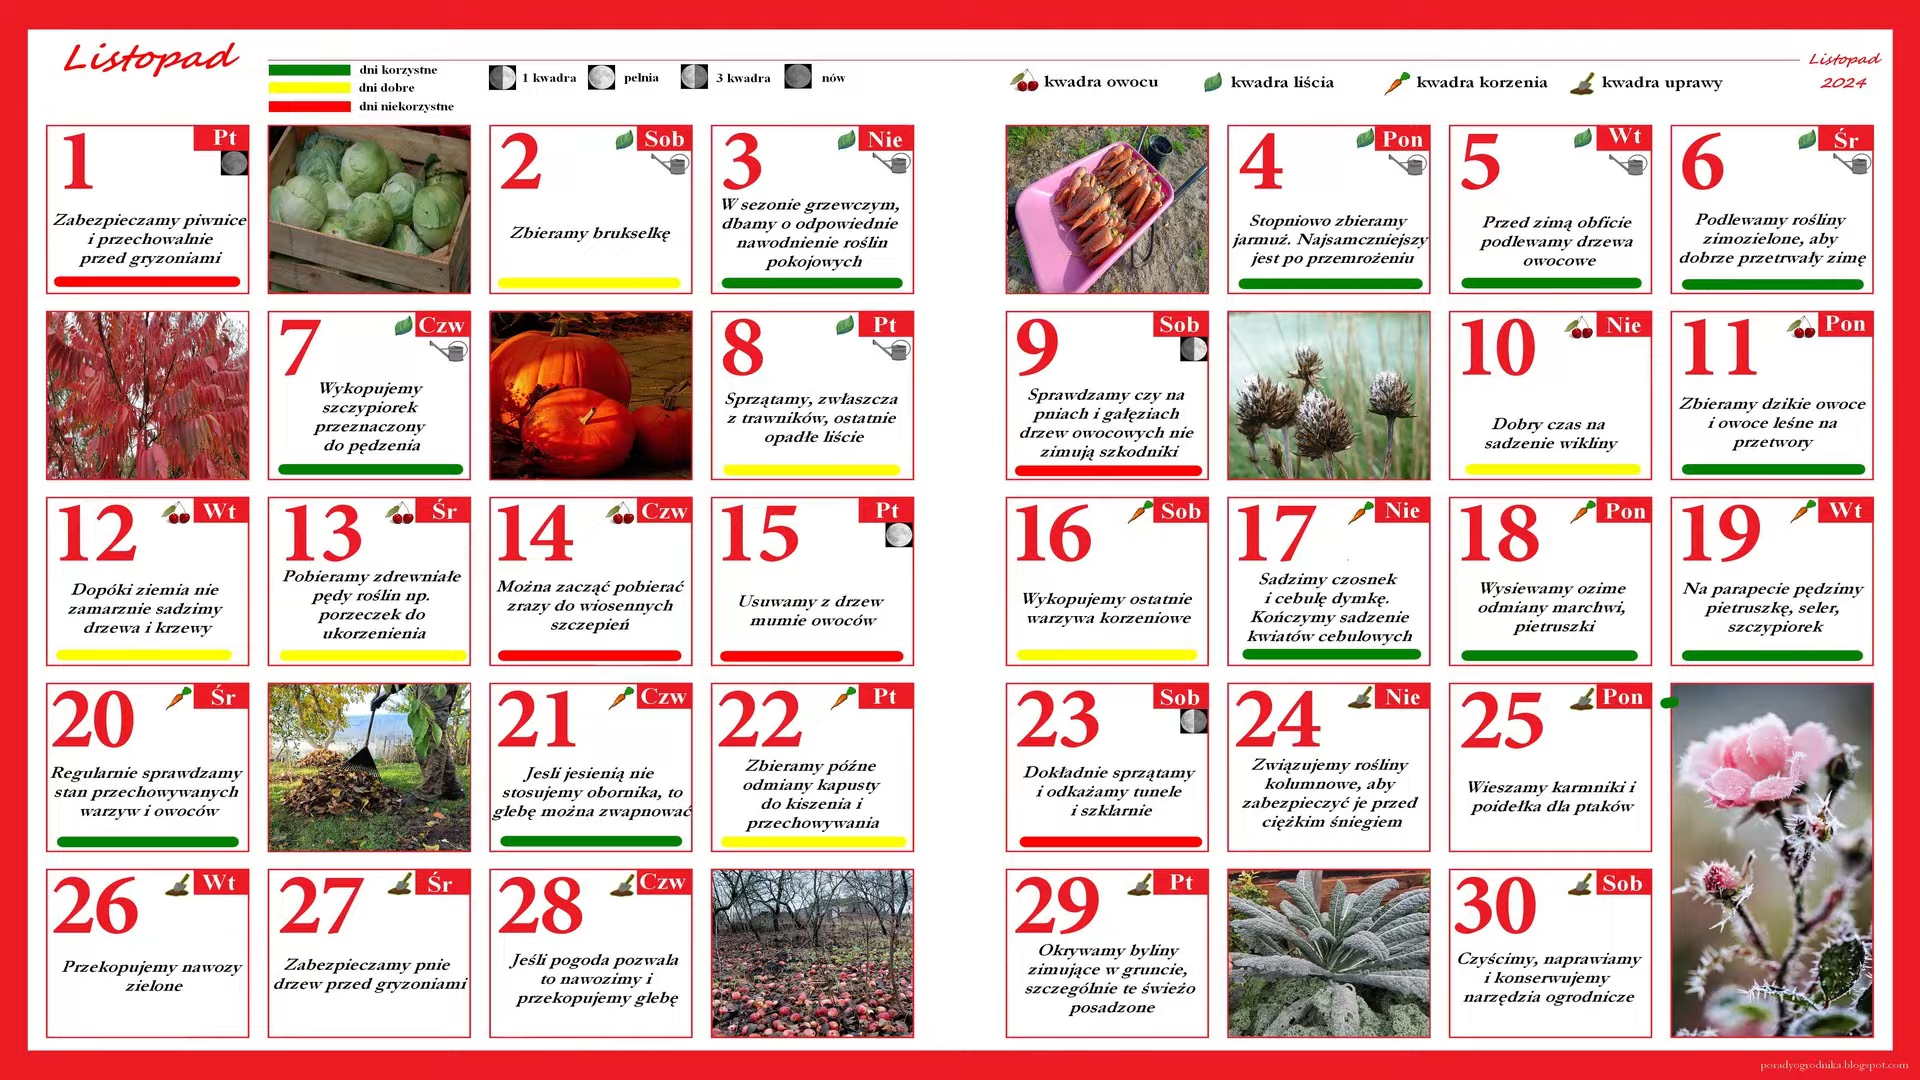 Listopad
dni korzystne
dni dobre
dni niekorzystne
1 kwadra
pełnia
3 kwadra
nów
kwadra owocu
kwadra liścia
kwadra korzenia
kwadra uprawy
Listopad
2024
1
Pt
Zabezpieczamy piwnice
i przechowalnie
przed gryzoniami
2
Sob
Zbieramy brukselkę
3
Nie
W sezonie grzewczym,
dbamy o odpowiednie
nawodnienie roślin
pokojowych
4
Pon
Stopniowo zbieramy
jarmuż. Najsamczniejszy
jest po przemrożeniu
5
Wt
Przed zimą obficie
podlewamy drzewa
owocowe
6
Śr
Podlewamy rośliny
zimozielone, aby
dobrze przetrwały zimę
7
Czw
Wykopujemy
szczypiorek
przeznaczony
do pędzenia
8
Pt
Sprzątamy, zwłaszcza
z trawników, ostatnie
opadłe liście
9
Sob
Sprawdzamy czy na
pniach i gałęziach
drzew owocowych nie
zimują szkodniki
10
Nie
Dobry czas na
sadzenie wikliny
11
Pon
Zbieramy dzikie owoce
i owoce leśne na
przetwory
12
Wt
Dopóki ziemia nie
zamarznie sadzimy
drzewa i krzewy
13
Śr
Pobieramy zdrewniałe
pędy roślin np.
porzeczek do
ukorzenienia
14
Czw
Można zacząć pobierać
zrazy do wiosennych
szczepień
15
Pt
Usuwamy z drzew
mumie owoców
16
Sob
Wykopujemy ostatnie
warzywa korzeniowe
17
Nie
Sadzimy czosnek
i cebulę dymkę.
Kończymy sadzenie
kwiatów cebulowych
18
Pon
Wysiewamy ozime
odmiany marchwi,
pietruszki
19
Wt
Na parapecie pędzimy
pietruszkę, seler,
szczypiorek
20
Śr
Regularnie sprawdzamy
stan przechowywanych
warzyw i owoców
21
Czw
Jesli jesienią nie
stosujemy obornika, to
glebę można zwapnować
22
Pt
Zbieramy późne
odmiany kapusty
do kiszenia i
przechowywania
23
Sob
Dokładnie sprzątamy
i odkażamy tunele
i szklarnie
24
Nie
Związujemy rośliny
kolumnowe, aby
zabezpieczyć je przed
ciężkim śniegiem
25
Pon
Wieszamy karmniki i
poidełka dla ptaków
26
Wt
Przekopujemy nawozy
zielone
27
Śr
Zabezpieczamy pnie
drzew przed gryzoniami
28
Czw
Jeśli pogoda pozwala
to nawozimy i
przekopujemy glebę
29
Pt
Okrywamy byliny
zimujące w gruncie,
szczególnie te świeżo
posadzone
30
Sob
Czyścimy, naprawiamy
i konserwujemy
narzędzia ogrodnicze
poradyogrodnika.blogspot.com